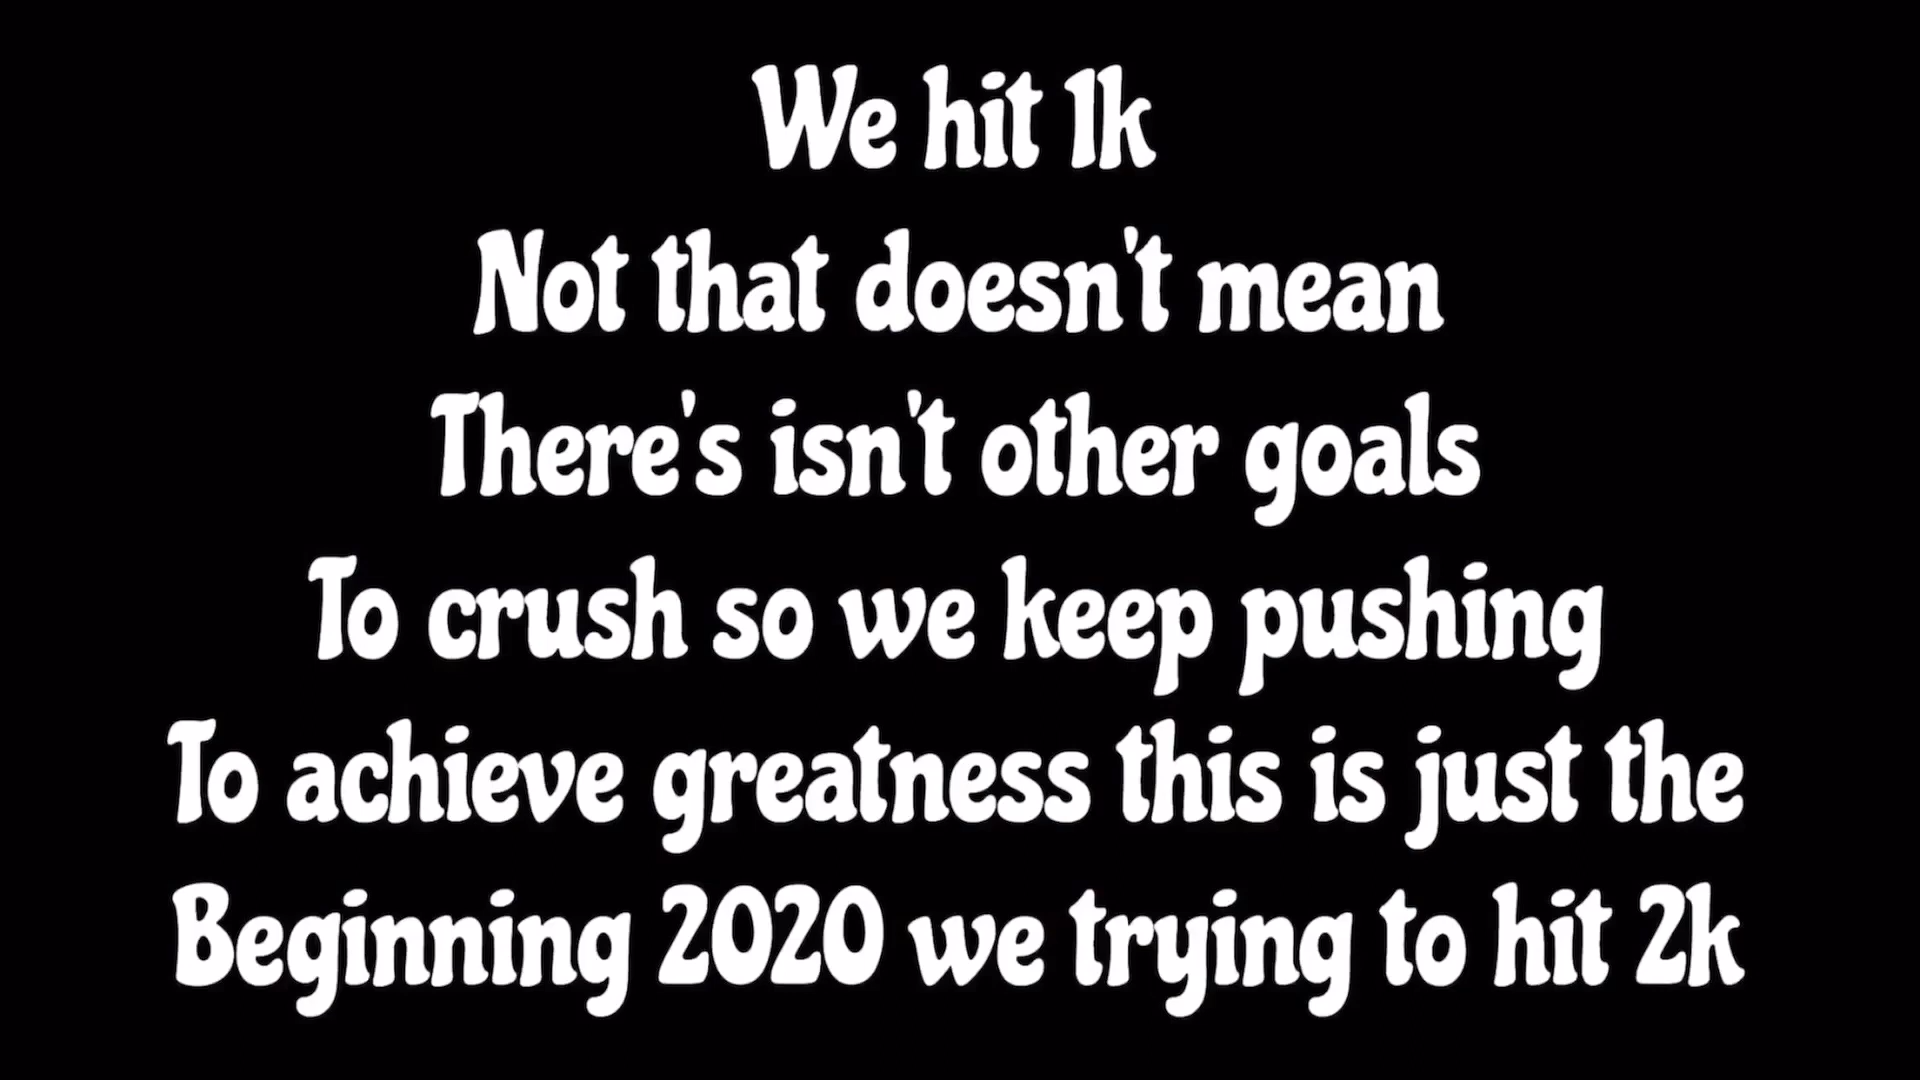 We hit 1k
Not that doesn't mean
There's isn't other goals
To crush so we keep pushing
To achieve greatness this is just the
Beginning 2020 we trying to hit 2k